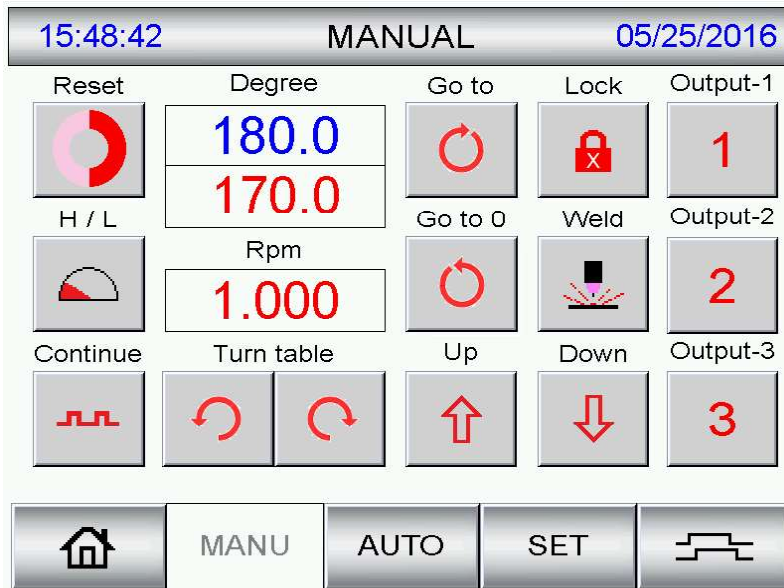 15:48:42 MANUAL 05/25/2016
Reset Degree Go to Lock Output-1
180.0
170.0
X
1
H / L Rpm Go to 0 Weld Output-2
1.000
2
Continue Turn table Up Down Output-3
3
MANU AUTO SET